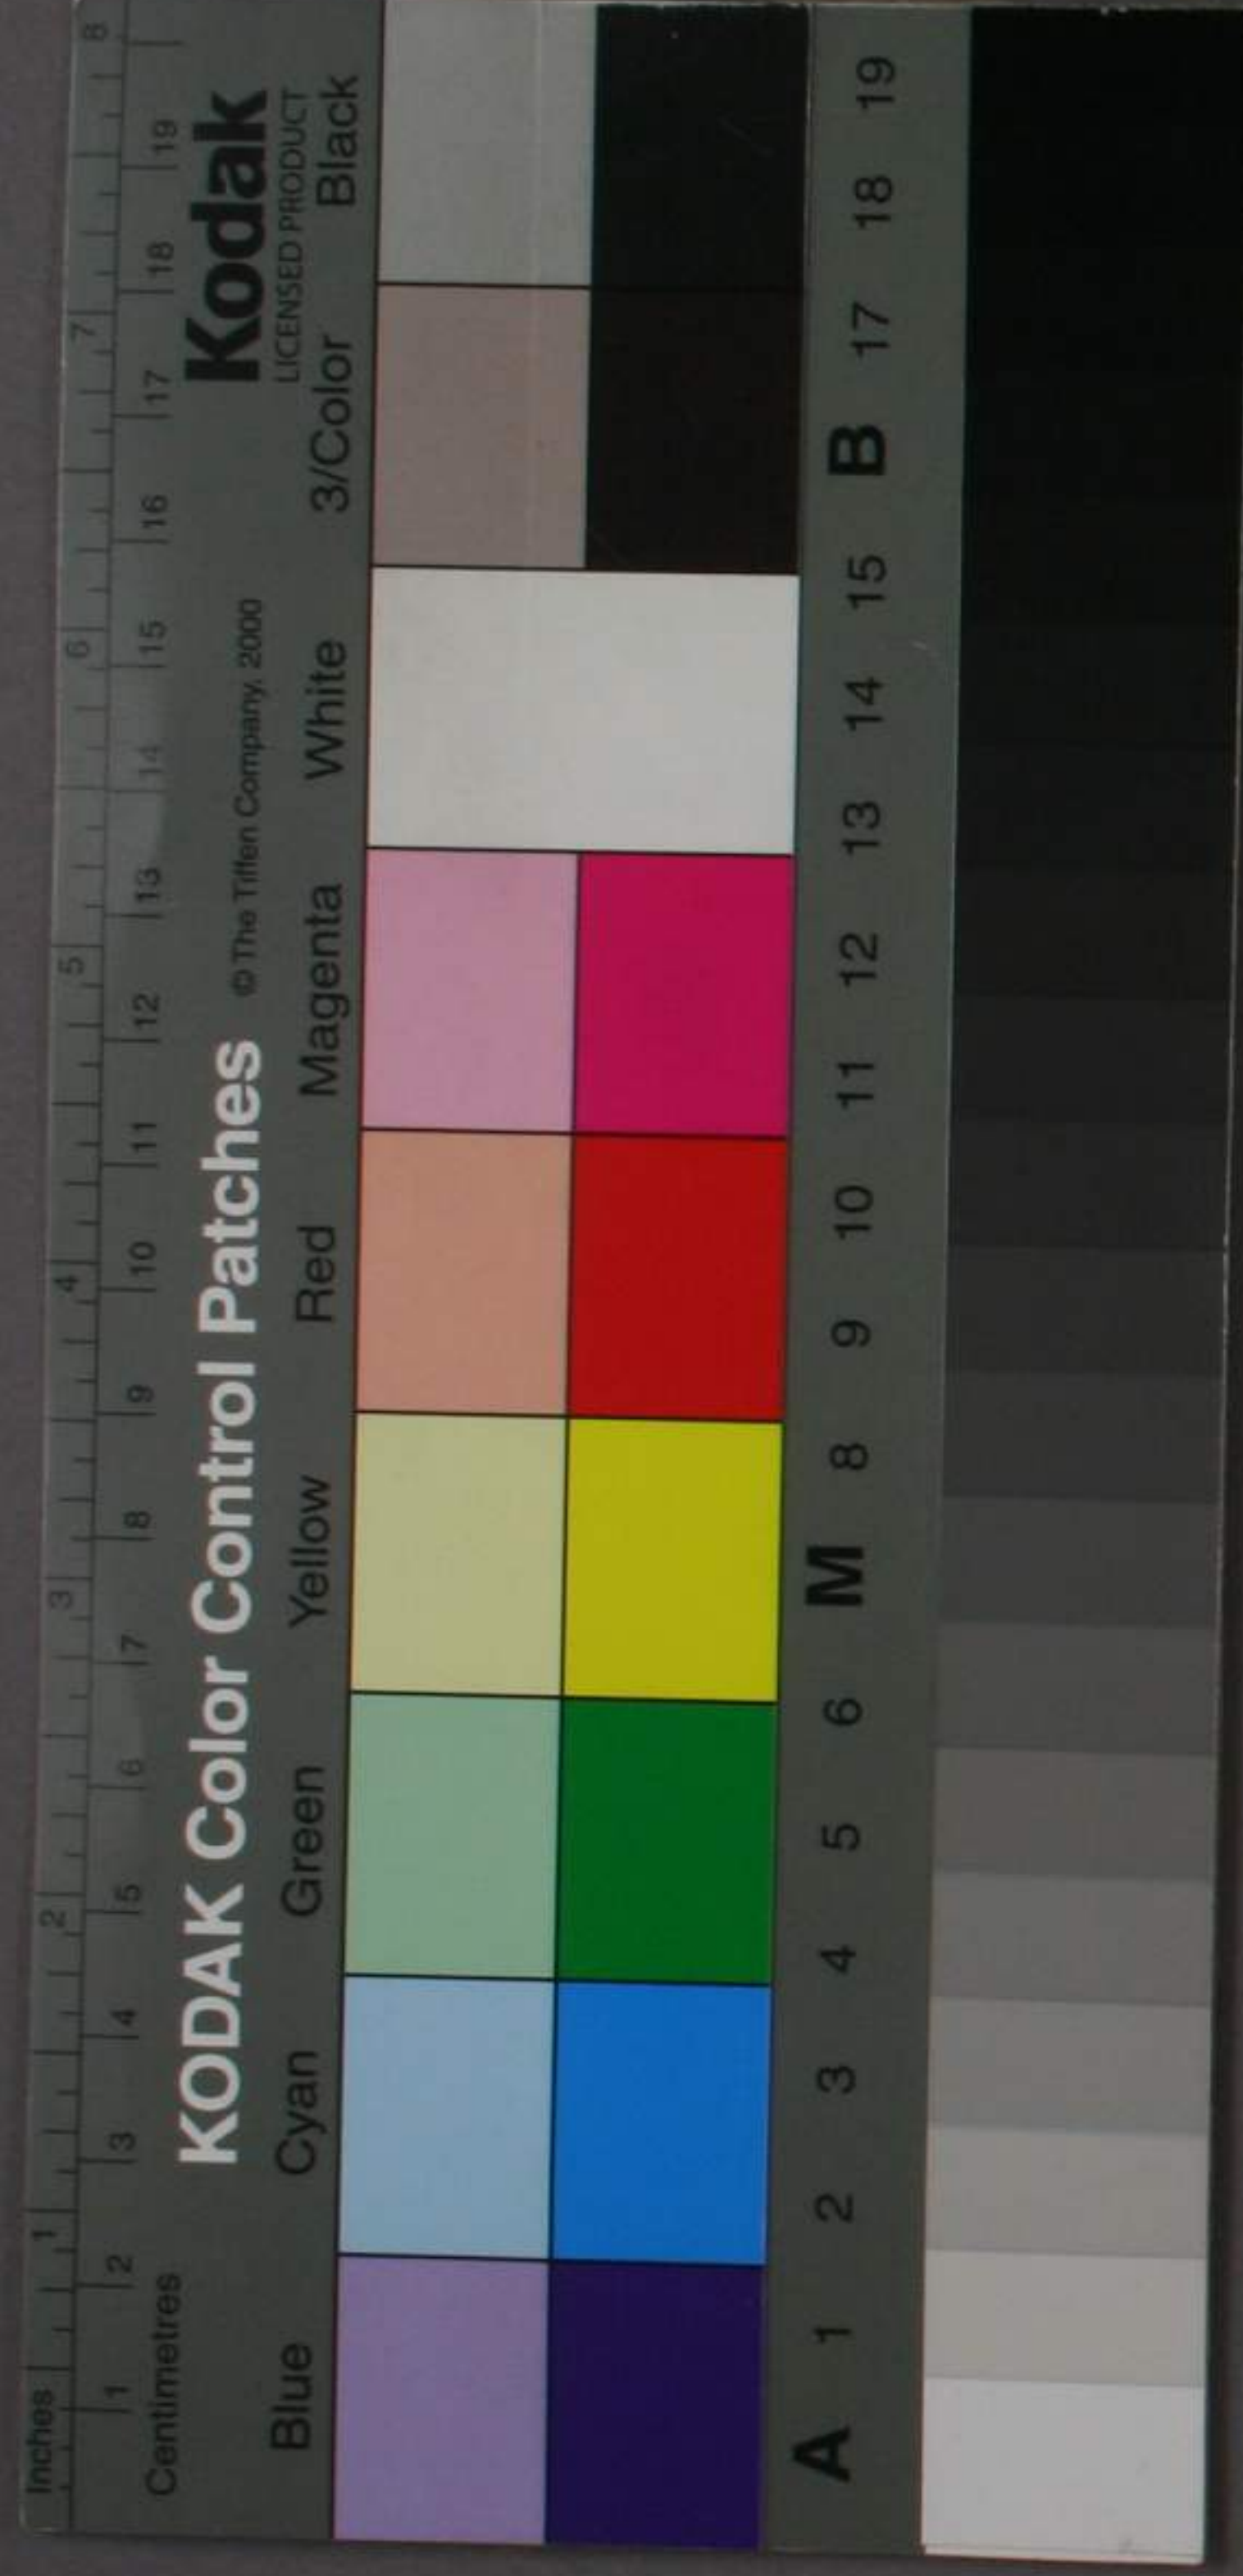 Inches 1 2 3 4 5 6 7 8
1 2 3 4 5 6 7 8 9 10 11 12 13 14 15 16 17 18 19
Centimetres
KODAK Color Control Patches © The Tiffen Company, 2000 Kodak
LICENSED PRODUCT
Blue Cyan Green Yellow Red Magenta White 3/Color Black
A 1 2 3 4 5 6 M 8 9 10 11 12 13 14 15 B 17 18 19